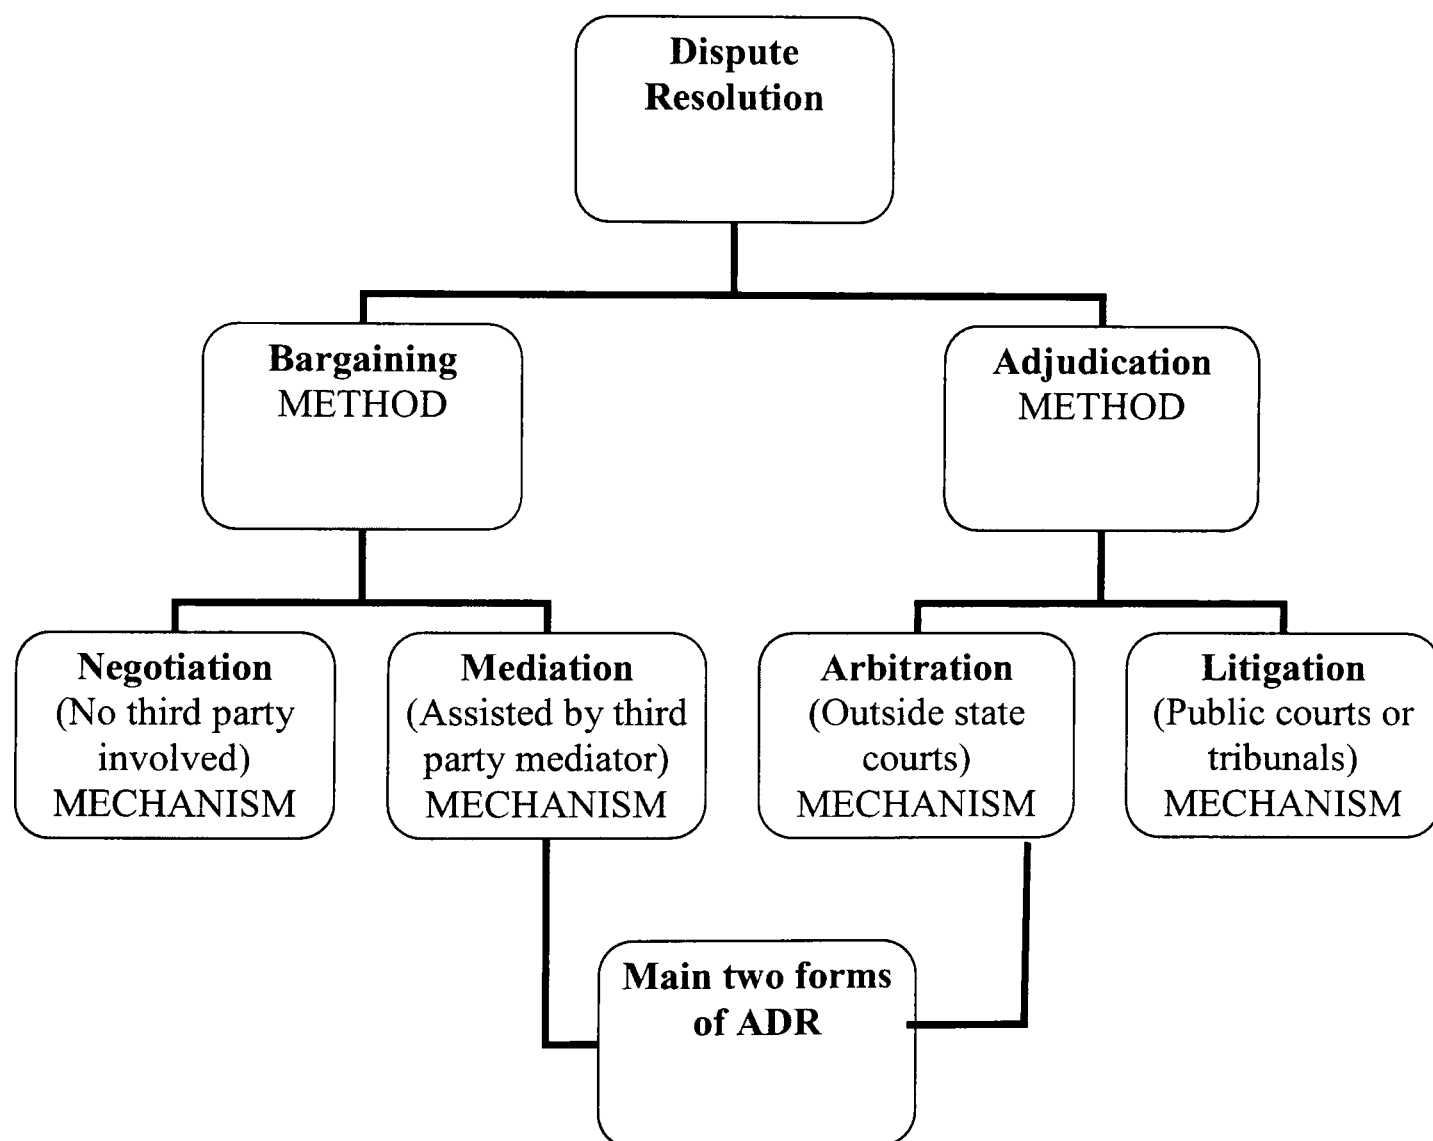 Dispute
Resolution
Bargaining
METHOD
Adjudication
METHOD
Negotiation
(No third party
involved)
MECHANISM
Mediation
(Assisted by third
party mediator)
MECHANISM
Arbitration
(Outside state
courts)
MECHANISM
Litigation
(Public courts or
tribunals)
MECHANISM
Main two forms
of ADR